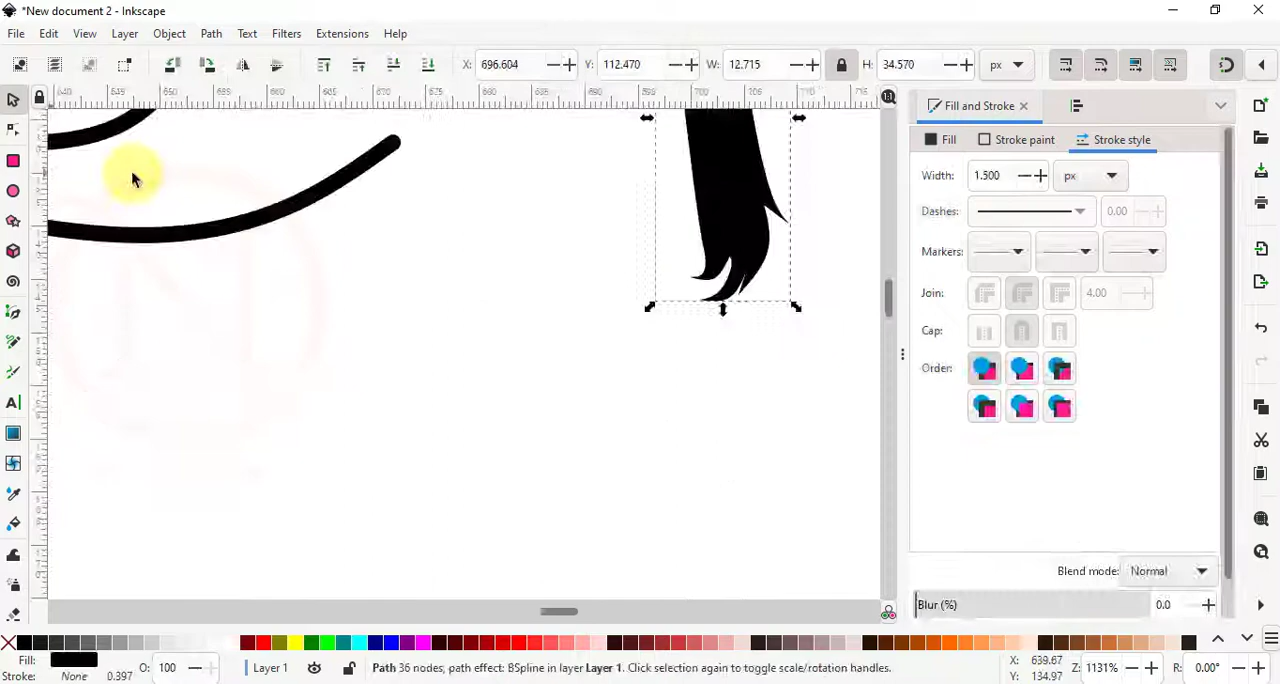 *New document 2 - Inkscape
File Edit View Layer Object Path Text Filters Extensions Help
X: 696.604 Y: 112.470 W: 12.715 H: 34.570 px
Fill and Stroke
Fill Stroke paint Stroke style
Width: 1.500 px
Dashes: 0.00
Markers:
Join: 4.00
Cap:
Order:
Blend mode: Normal
Blur (%) 0.0
Fill: O: 100 Layer 1 Path 36 nodes; path effect: BSpline in layer Layer 1. Click selection again to toggle scale/rotation handles. X: 639.67 Z: 1131% R: 0.00°
Stroke: None 0.397 Y: 134.97